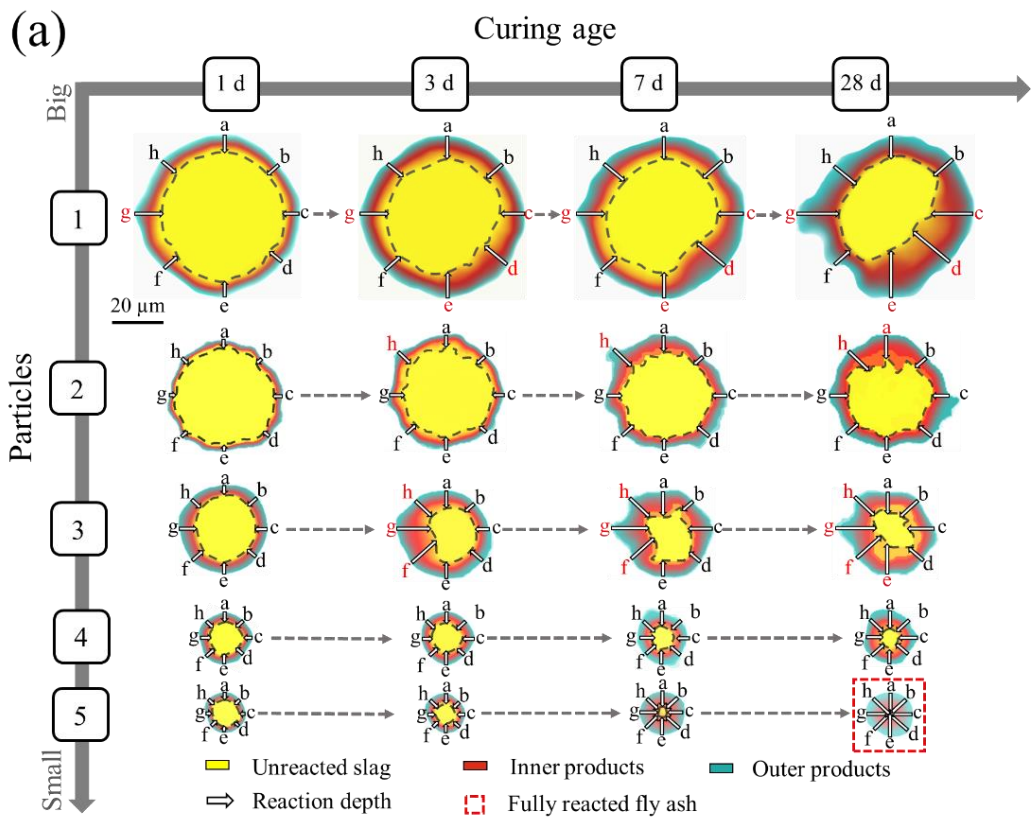 (a)
Curing age
Big
1 d
3 d
7 d
28 d
a a a a
h b h b h b h b
1
g c g c g c g c
f d f d f d f d
e e e e
20 µm
a a a a
h b h b h b h b
2
g c g c g c g c
f d f d f d f d
e e e e
Particles
a a a a
h b h b h b h b
3
g c g c g c g c
f d f d f d f d
e e e e
a a a a
h b h b h b h b
4
g c g c g c g c
f d f d f d f d
e e e e
a a a a
h b h b h b h b
5
g c g c g c g c
f d f d f d f d
e e e e
Small
Unreacted slag
Inner products
Outer products
Reaction depth
Fully reacted fly ash